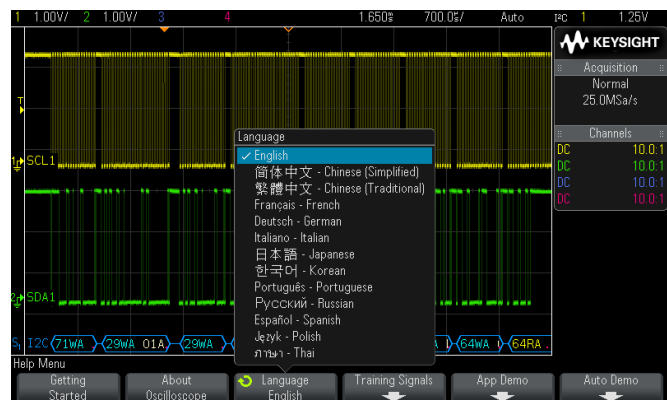 1 1.00V/ 2 1.00V/ 3 4 1.650s 700.0s/ Auto I²C 1 1.25V
KEYSIGHT
Acquisition
Normal
25.0MSa/s
Channels
DC 10.0:1
DC 10.0:1
DC 10.0:1
DC 10.0:1
T
SCL1
SDA1
Language
English
简体中文 - Chinese (Simplified)
繁體中文 - Chinese (Traditional)
Français - French
Deutsch - German
Italiano - Italian
日本語 - Japanese
한국어 - Korean
Português - Portuguese
Русский - Russian
Español - Spanish
Język - Polish
ภาษา - Thai
S₁ I2C 71WA 29WA 01A 29WA 64WA 64RA
Help Menu
Getting Started
About Oscilloscope
Language
English
Training Signals
App Demo
Auto Demo